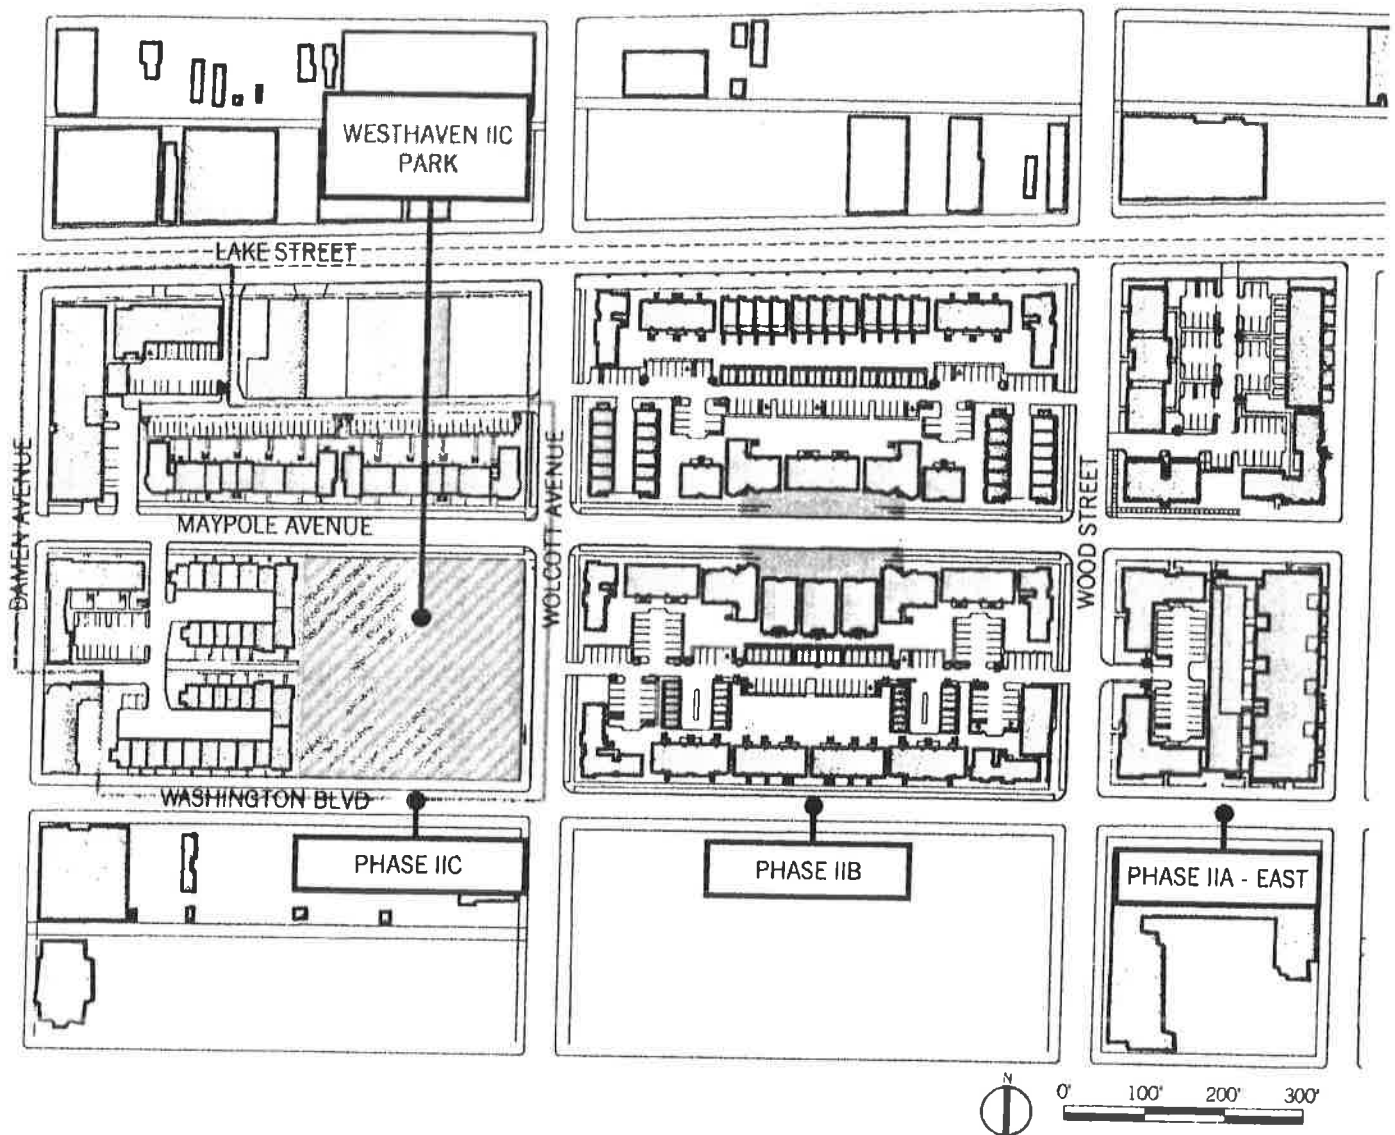 WESTHAVEN IIC
PARK
LAKE STREET
DAMEN AVENUE
MAYPOLE AVENUE
WOLCOTT AVENUE
WOOD STREET
WASHINGTON BLVD
PHASE IIC
PHASE IIB
PHASE IIA - EAST
N
0' 100' 200' 300'